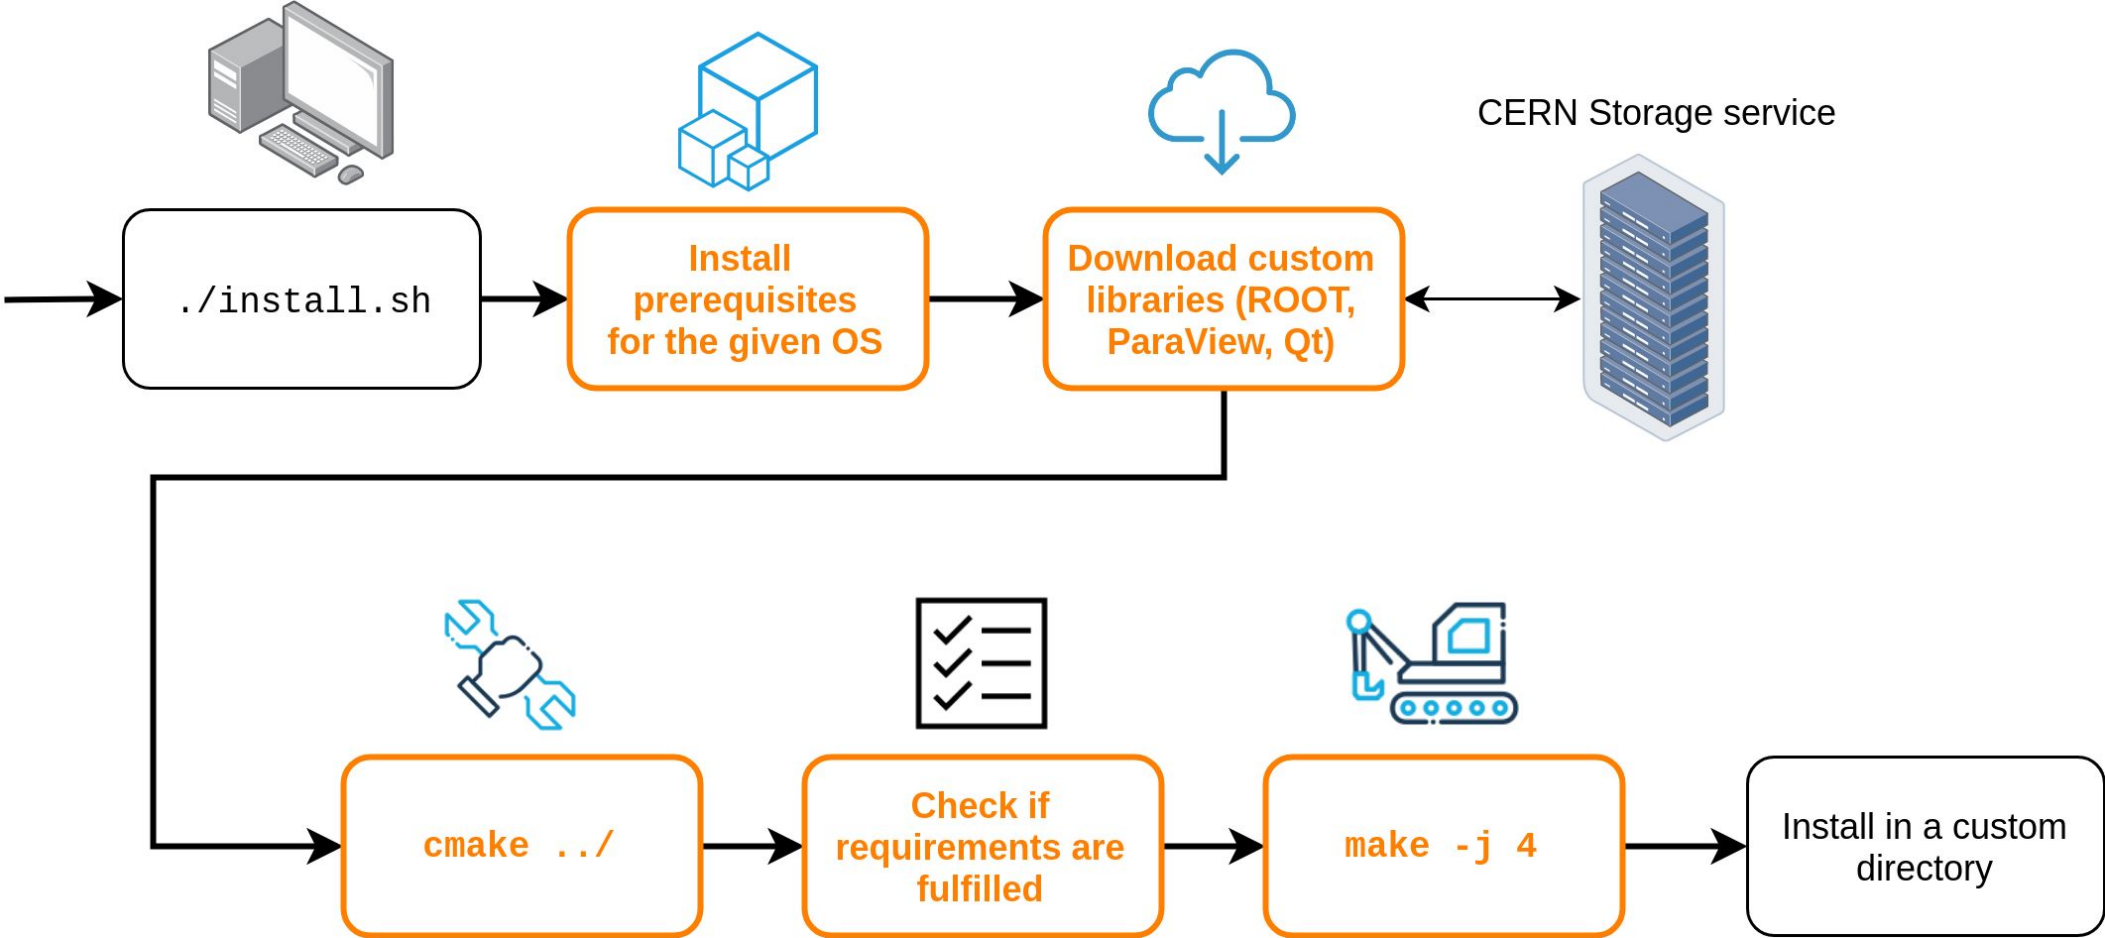 CERN Storage service
./install.sh
Install
prerequisites
for the given OS
Download custom
libraries (ROOT,
ParaView, Qt)
cmake ../
Check if
requirements are
fulfilled
make -j 4
Install in a custom
directory